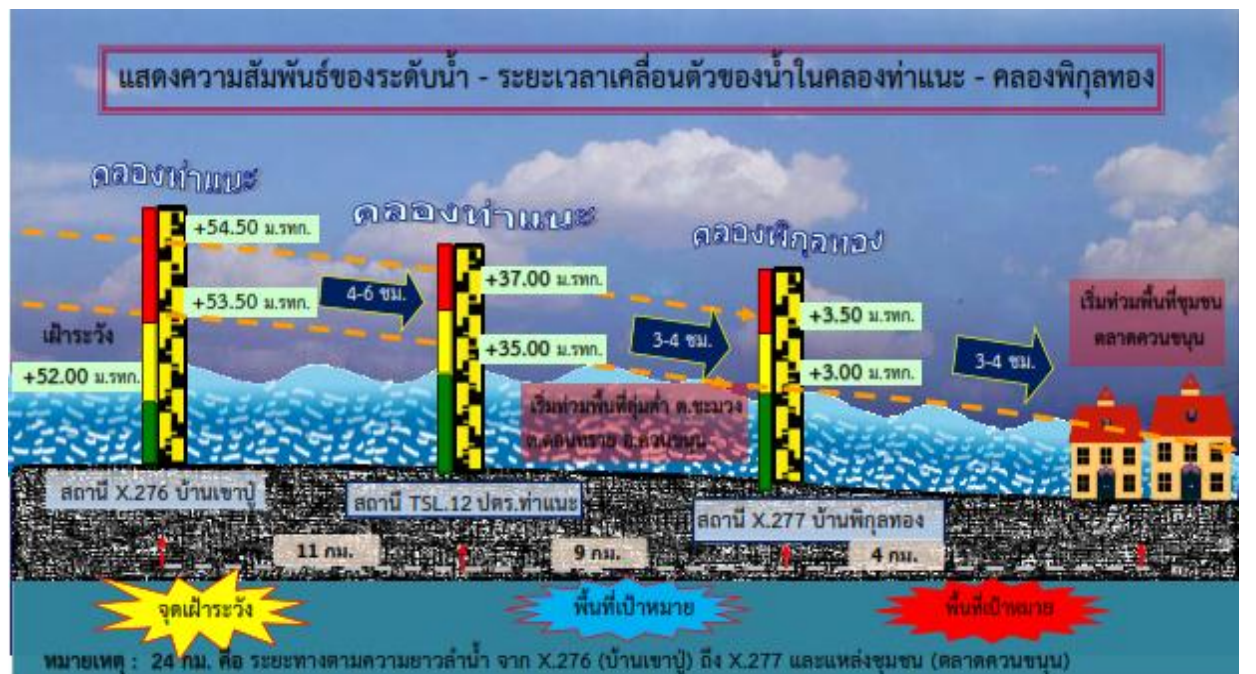 แสดงความสัมพันธ์ของระดับน้ำ - ระยะเวลาเคลื่อนตัวของน้ำในคลองท่าแนะ - คลองพิกุลทอง
คลองท่าแนะ
คลองท่าแนะ
คลองพิกุลทอง
+54.50 ม.รทก.
+53.50 ม.รทก.
เฝ้าระวัง
+52.00 ม.รทก.
4-6 ชม.
+37.00 ม.รทก.
+35.00 ม.รทก.
3-4 ชม.
+3.50 ม.รทก.
+3.00 ม.รทก.
3-4 ชม.
เริ่มท่วมพื้นที่ชุมชน
ตลาดควนขนุน
เริ่มท่วมพื้นที่ลุ่มต่ำ ต.ชะมวง
ต.ดอนทราย อ.ควนขนุน
สถานี X.276 บ้านเขาปู่
สถานี TSL.12 ปตร.ท่าแนะ
สถานี X.277 บ้านพิกุลทอง
11 กม.
9 กม.
4 กม.
จุดเฝ้าระวัง
พื้นที่เป้าหมาย
พื้นที่เป้าหมาย
หมายเหตุ : 24 กม. คือ ระยะทางตามความยาวลำน้ำ จาก X.276 (บ้านเขาปู่) ถึง X.277 และแหล่งชุมชน (ตลาดควนขนุน)